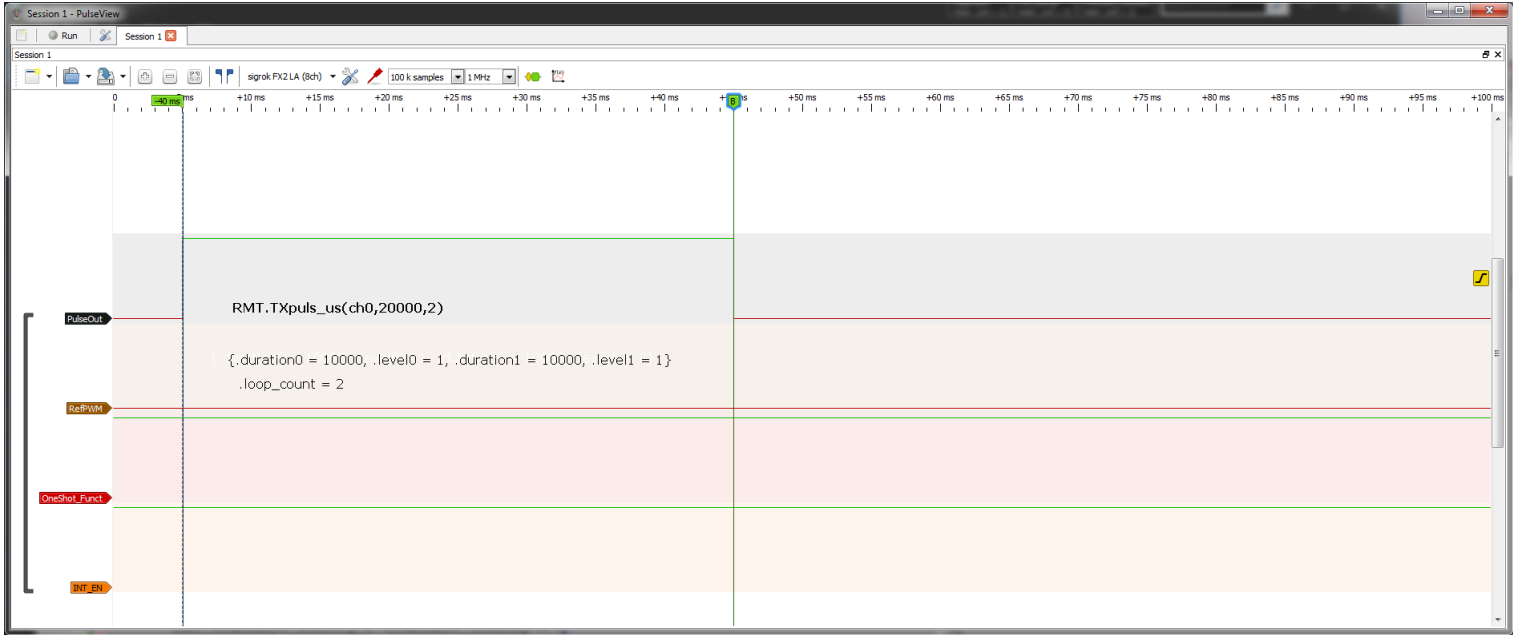 Session 1 - PulseView
Run
Session 1
Session 1
sigrok FX2 LA (8ch)
100 k samples
1 MHz
0
-40 ms
ms
+10 ms
+15 ms
+20 ms
+25 ms
+30 ms
+35 ms
+40 ms
B
+50 ms
+55 ms
+60 ms
+65 ms
+70 ms
+75 ms
+80 ms
+85 ms
+90 ms
+95 ms
+100 ms
RMT.TXpuls_us(ch0,20000,2)
PulseOut
{.duration0 = 10000, .level0 = 1, .duration1 = 10000, .level1 = 1}
.loop_count = 2
RefPWM
OneShot_Funct
INT_EN